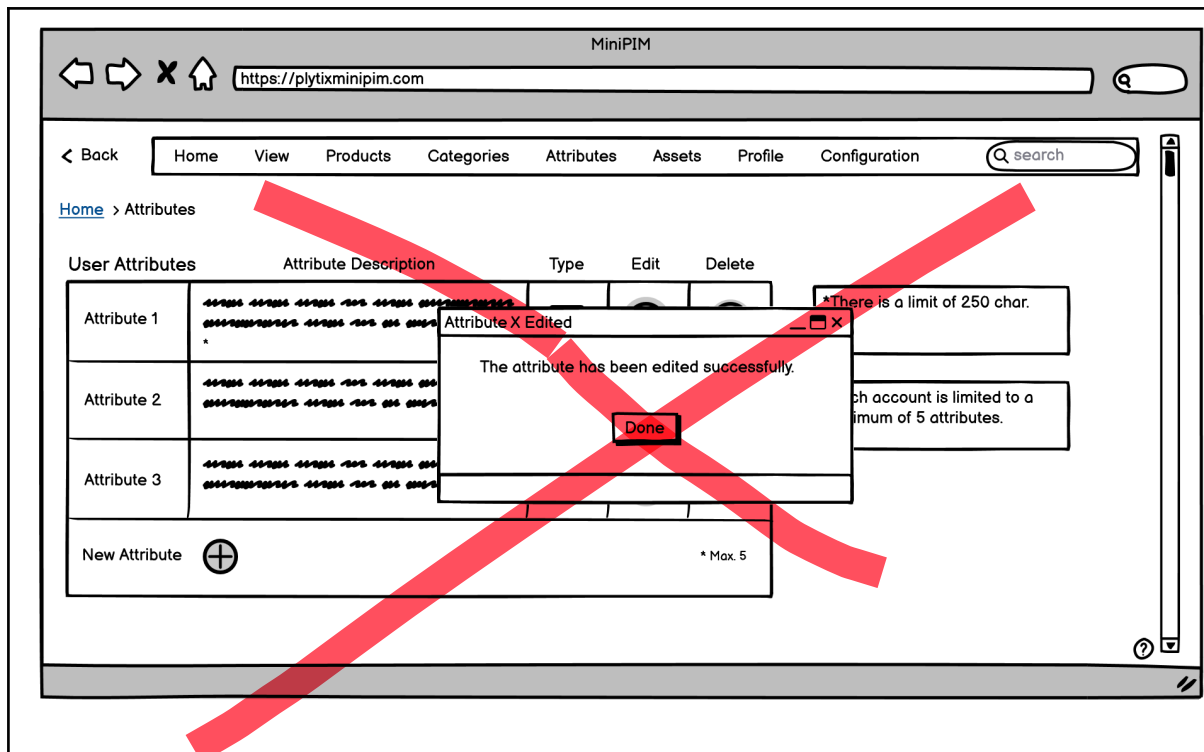 MiniPIM
https://plytixminipim.com
Back
Home View Products Categories Attributes Assets Profile Configuration
search
Home > Attributes
User Attributes Attribute Description Type Edit Delete
Attribute 1
*
*There is a limit of 250 char.
Attribute X Edited
The attribute has been edited successfully.
Done
Attribute 2
account is limited to a
of 5 attributes.
Attribute 3
New Attribute
* Max. 5